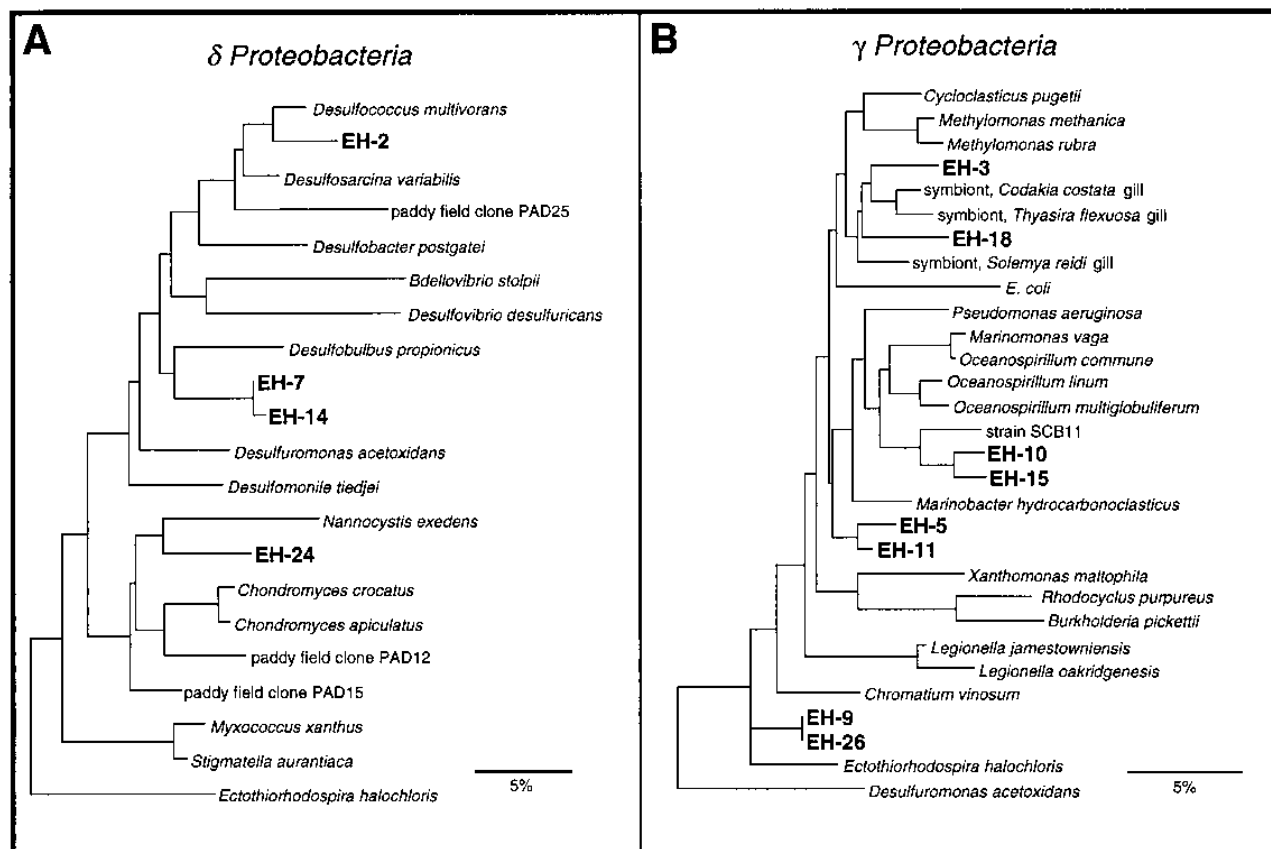 A
δ Proteobacteria
Desulfococcus multivorans
EH-2
Desulfosarcina variabilis
paddy field clone PAD25
Desulfobacter postgatei
Bdellovibrio stolpii
Desulfovibrio desulfuricans
Desulfobulbus propionicus
EH-7
EH-14
Desulfuromonas acetoxidans
Desulfomonile tiedjei
Nannocystis exedens
EH-24
Chondromyces crocatus
Chondromyces apiculatus
paddy field clone PAD12
paddy field clone PAD15
Myxococcus xanthus
Stigmatella aurantiaca
5%
Ectothiorhodospira halochloris
B
γ Proteobacteria
Cycloclasticus pugetii
Methylomonas methanica
Methylomonas rubra
EH-3
symbiont, Codakia costata gill
symbiont, Thyasira flexuosa gill
EH-18
symbiont, Solemya reidi gill
E. coli
Pseudomonas aeruginosa
Marinomonas vaga
Oceanospirillum commune
Oceanospirillum linum
Oceanospirillum multiglobuliferum
strain SCB11
EH-10
EH-15
Marinobacter hydrocarbonoclasticus
EH-5
EH-11
Xanthomonas maltophila
Rhodocyclus purpureus
Burkholderia pickettii
Legionella jamestowniensis
Legionella oakridgenesis
Chromatium vinosum
EH-9
EH-26
Ectothiorhodospira halochloris
5%
Desulfuromonas acetoxidans